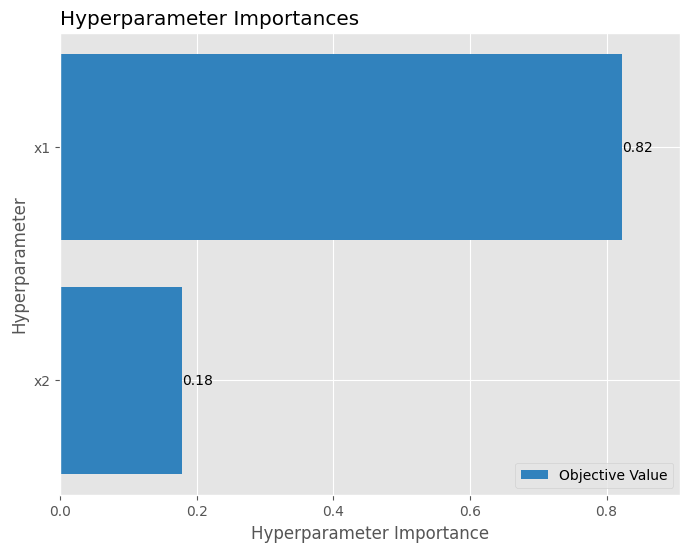 Hyperparameter Importances
Hyperparameter
x1
0.82
x2
0.18
Objective Value
0.0
0.2
0.4
0.6
0.8
Hyperparameter Importance